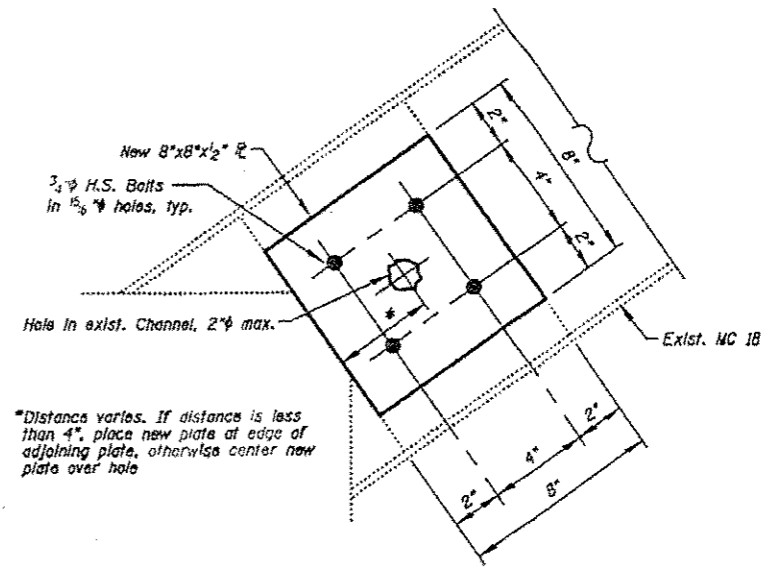 New 8"x8"x½" ℄
¾"φ H.S. Bolts
in ¹⁵⁄₁₆"φ holes, typ.
Hole in exist. Channel, 2"φ max.
*Distance varies. If distance is less
than 4", place new plate at edge of
adjoining plate, otherwise center new
plate over hole
*
2"
4"
2"
8"
Exist. MC 18
2"
4"
2"
8"